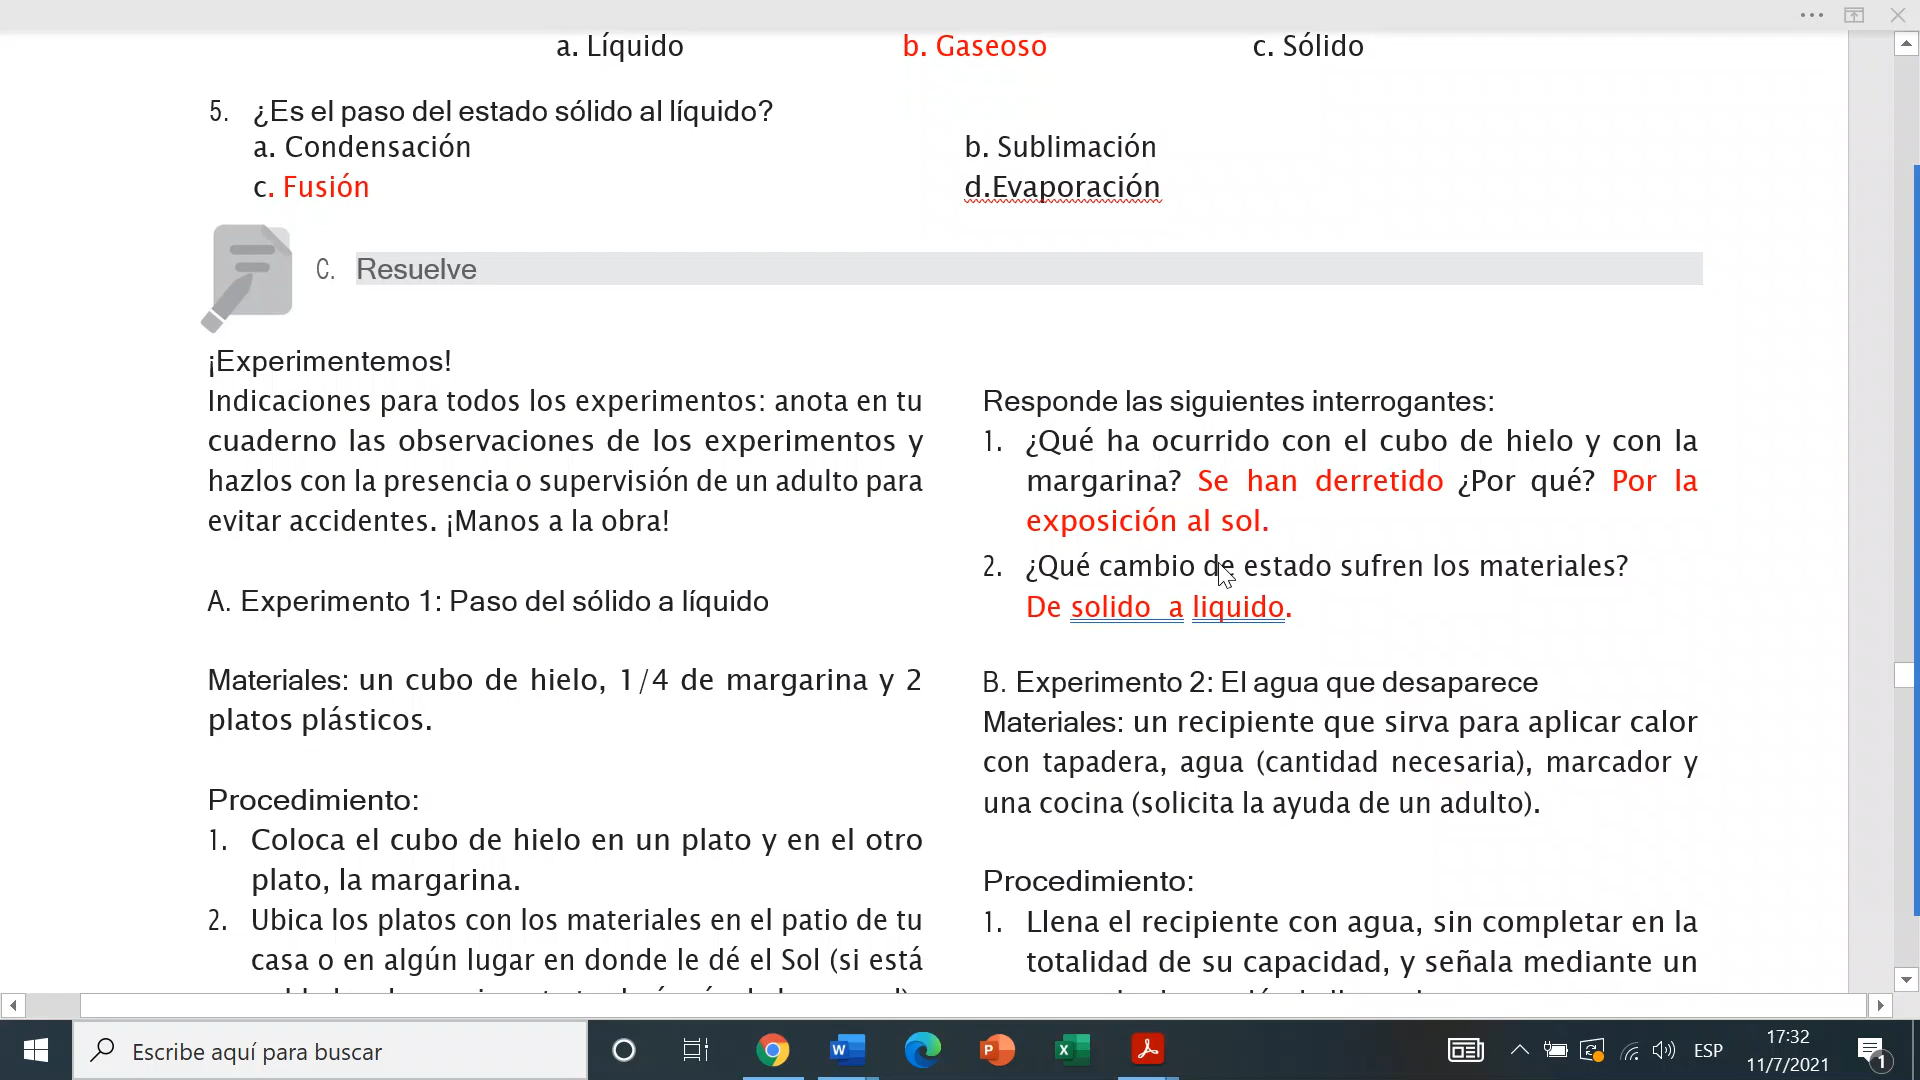 a. Líquido b. Gaseoso c. Sólido
5. ¿Es el paso del estado sólido al líquido?
a. Condensación b. Sublimación
c. Fusión d.Evaporación
C. Resuelve
¡Experimentemos!
Indicaciones para todos los experimentos: anota en tu
cuaderno las observaciones de los experimentos y
hazlos con la presencia o supervisión de un adulto para
evitar accidentes. ¡Manos a la obra!
A. Experimento 1: Paso del sólido a líquido
Materiales: un cubo de hielo, 1/4 de margarina y 2
platos plásticos.
Procedimiento:
1. Coloca el cubo de hielo en un plato y en el otro
plato, la margarina.
2. Ubica los platos con los materiales en el patio de tu
casa o en algún lugar en donde le dé el Sol (si está
Responde las siguientes interrogantes:
1. ¿Qué ha ocurrido con el cubo de hielo y con la
margarina? Se han derretido ¿Por qué? Por la
exposición al sol.
2. ¿Qué cambio de estado sufren los materiales?
De solido a liquido.
B. Experimento 2: El agua que desaparece
Materiales: un recipiente que sirva para aplicar calor
con tapadera, agua (cantidad necesaria), marcador y
una cocina (solicita la ayuda de un adulto).
Procedimiento:
1. Llena el recipiente con agua, sin completar en la
totalidad de su capacidad, y señala mediante un
Escribe aquí para buscar
ESP
17:32
11/7/2021
1